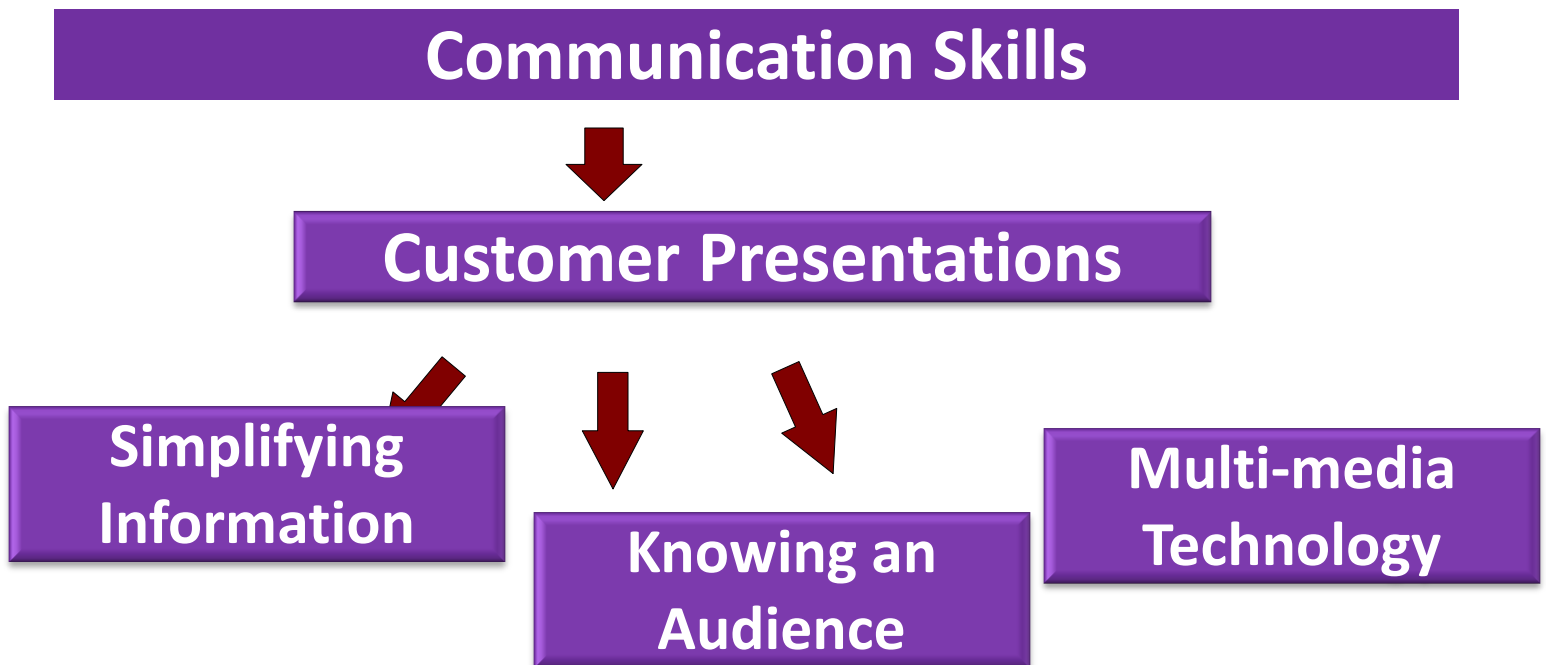 Communication Skills
Customer Presentations
Simplifying
Information
Knowing an
Audience
Multi-media
Technology